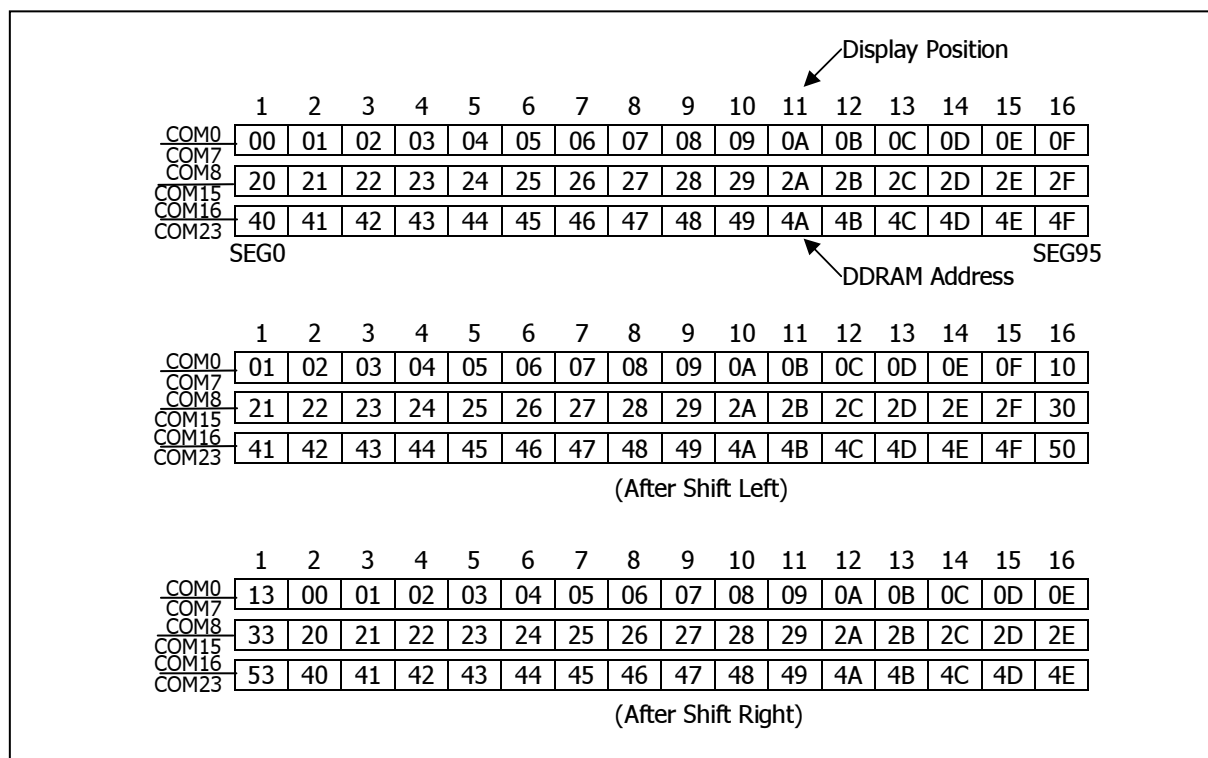 Display Position
1 2 3 4 5 6 7 8 9 10 11 12 13 14 15 16
COM0
COM7
00 01 02 03 04 05 06 07 08 09 0A 0B 0C 0D 0E 0F
COM8
COM15
20 21 22 23 24 25 26 27 28 29 2A 2B 2C 2D 2E 2F
COM16
COM23
40 41 42 43 44 45 46 47 48 49 4A 4B 4C 4D 4E 4F
SEG0 SEG95
DDRAM Address
1 2 3 4 5 6 7 8 9 10 11 12 13 14 15 16
COM0
COM7
01 02 03 04 05 06 07 08 09 0A 0B 0C 0D 0E 0F 10
COM8
COM15
21 22 23 24 25 26 27 28 29 2A 2B 2C 2D 2E 2F 30
COM16
COM23
41 42 43 44 45 46 47 48 49 4A 4B 4C 4D 4E 4F 50
(After Shift Left)
1 2 3 4 5 6 7 8 9 10 11 12 13 14 15 16
COM0
COM7
13 00 01 02 03 04 05 06 07 08 09 0A 0B 0C 0D 0E
COM8
COM15
33 20 21 22 23 24 25 26 27 28 29 2A 2B 2C 2D 2E
COM16
COM23
53 40 41 42 43 44 45 46 47 48 49 4A 4B 4C 4D 4E
(After Shift Right)